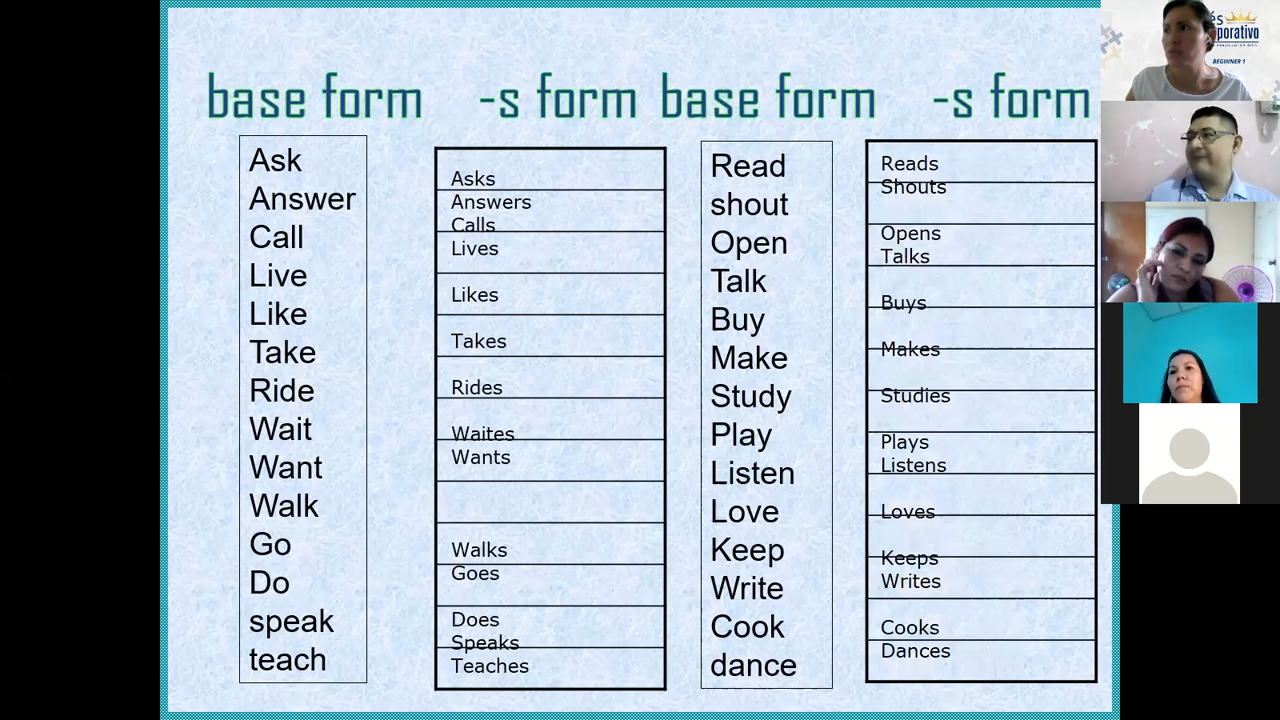 base form -s form base form -s form
Ask
Answer
Call
Live
Like
Take
Ride
Wait
Want
Walk
Go
Do
speak
teach
Asks
Answers
Calls
Lives
Likes
Takes
Rides
Waites
Wants
Walks
Goes
Does
Speaks
Teaches
Read
shout
Open
Talk
Buy
Make
Study
Play
Listen
Love
Keep
Write
Cook
dance
Reads
Shouts
Opens
Talks
Buys
Makes
Studies
Plays
Listens
Loves
Keeps
Writes
Cooks
Dances
és
porativo
BEGINNER 1